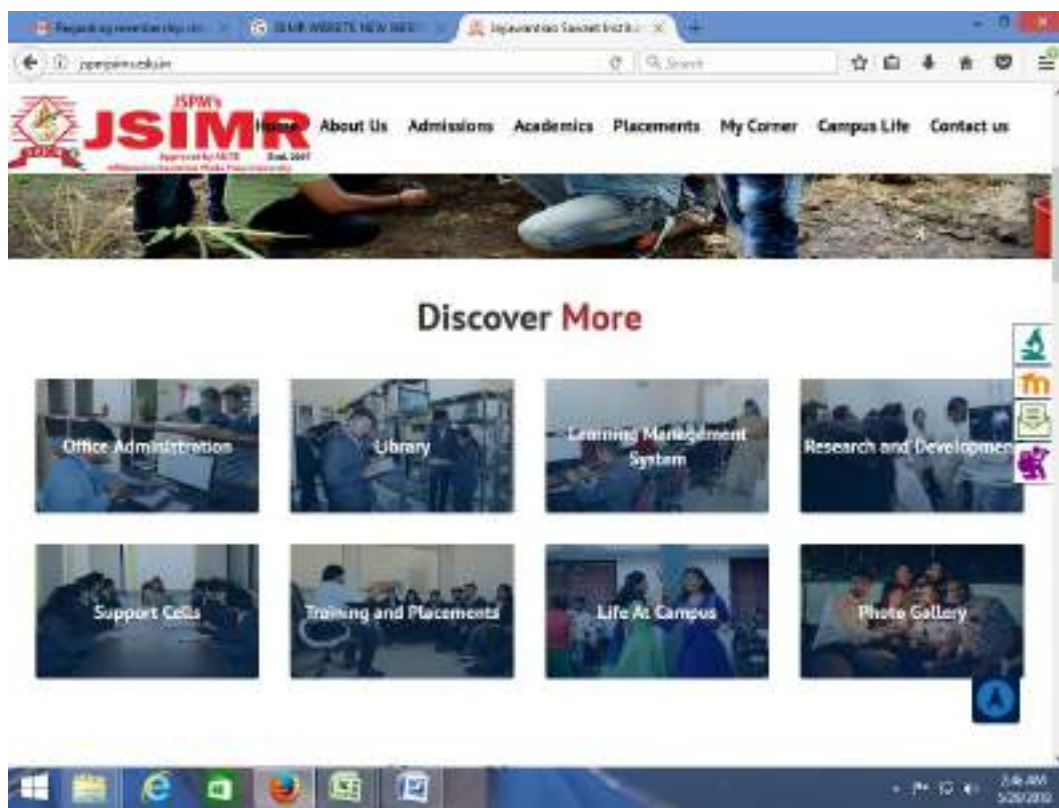 JSPM's
JSIMR
Home About Us Admissions Academics Placements My Corner Campus Life Contact us
Discover More
Office Administration
Library
Learning Management
System
Research and Developmen
Support Cells
Training and Placements
Life At Campus
Photo Gallery